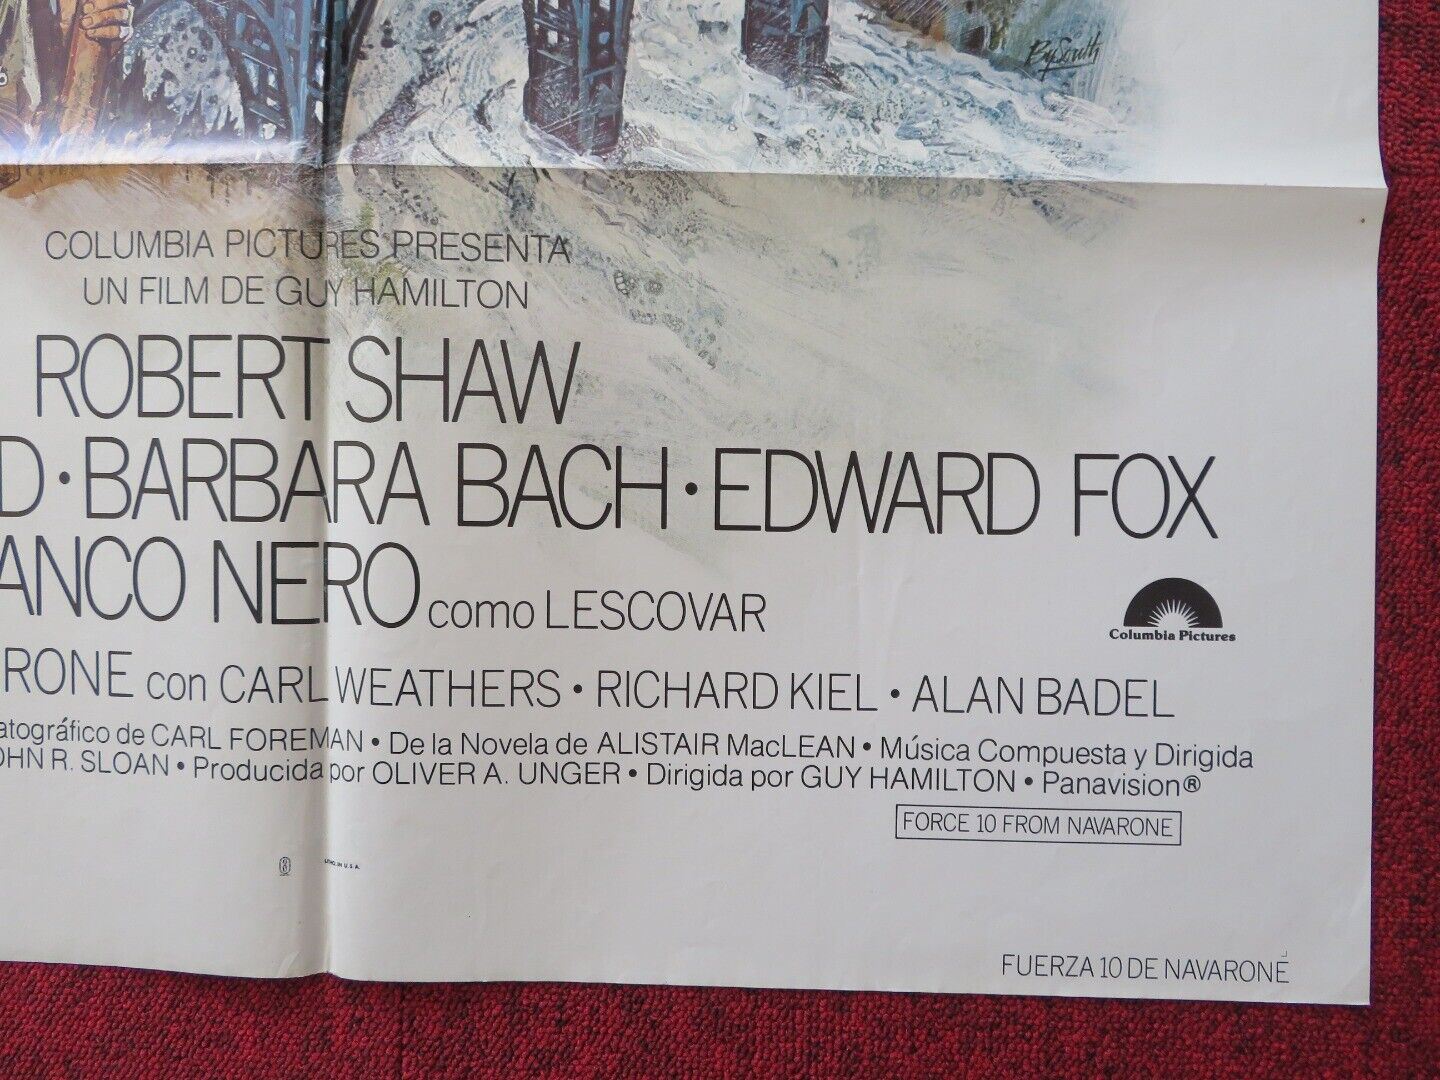 COLUMBIA PICTURES PRESENTA
UN FILM DE GUY HAMILTON
ROBERT SHAW
D · BARBARA BACH · EDWARD FOX
ANCO NERO como LESCOVAR
Columbia Pictures
RONE con CARL WEATHERS · RICHARD KIEL · ALAN BADEL
atográfico de CARL FOREMAN • De la Novela de ALISTAIR MacLEAN • Música Compuesta y Dirigida
OHN R. SLOAN • Producida por OLIVER A. UNGER • Dirigida por GUY HAMILTON • Panavision®
FORCE 10 FROM NAVARONE
LITHO. IN U.S.A.
FUERZA 10 DE NAVARONE